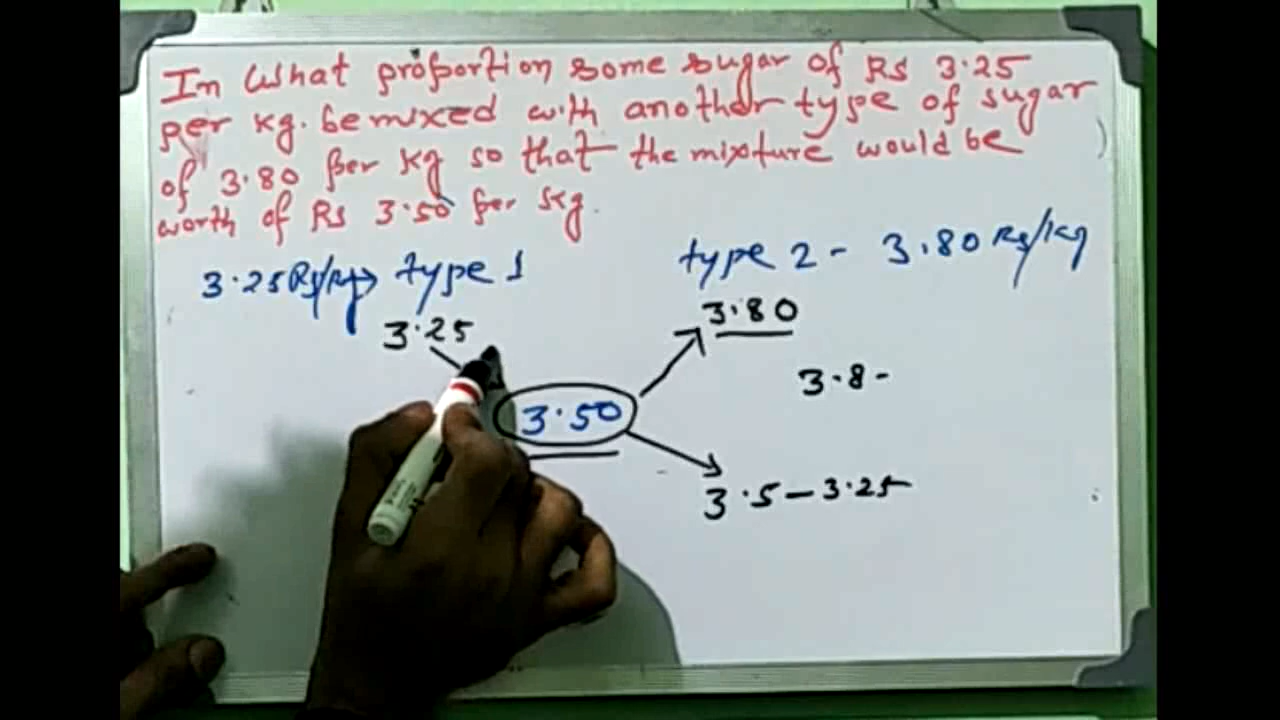 In What proportion some sugar of Rs 3.25
per kg. be mixed with another type of sugar
of 3.80 per kg so that the mixture would be
worth of Rs 3.50 per kg.
3.25 Rs/kg → type 1
type 2 - 3.80 Rs/kg
3.25
3.80
3.8 -
3.50
3.5 - 3.25